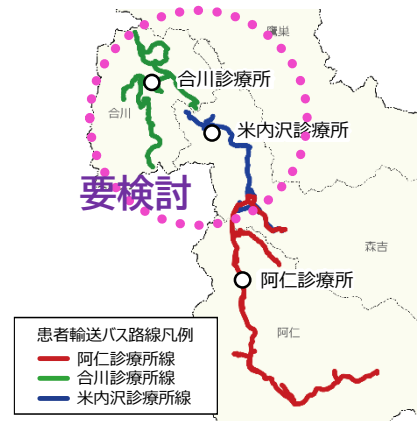 鷹巣
合川診療所
合川
米内沢診療所
要検討
森吉
阿仁診療所
阿仁
患者輸送バス路線凡例
阿仁診療所線
合川診療所線
米内沢診療所線